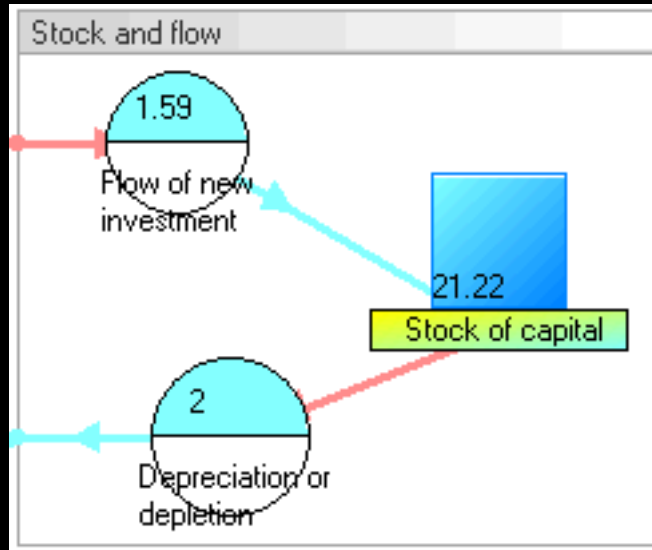 Stock and flow
1.59
Flow of new
investment
21.22
Stock of capital
2
Depreciation or
depletion